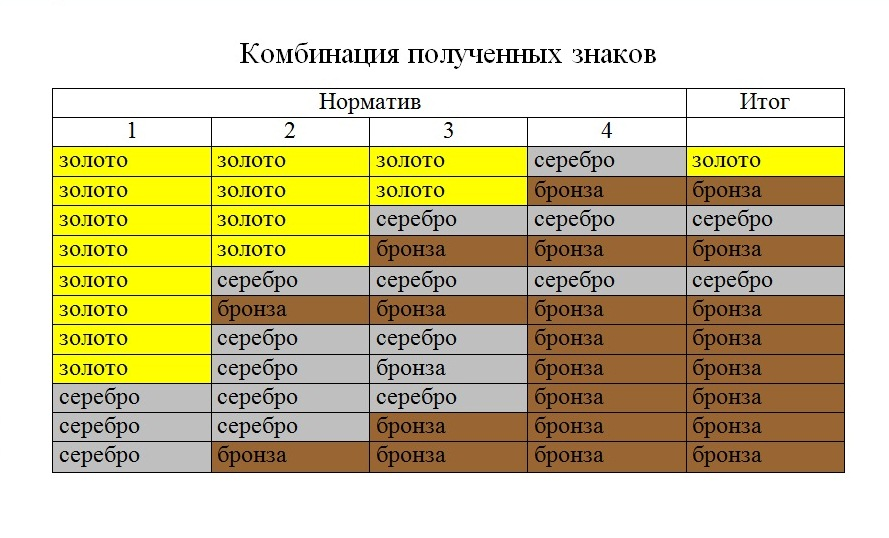 Комбинация полученных знаков
Норматив Итог
1 2 3 4
золото золото золото серебро золото
золото золото золото бронза бронза
золото золото серебро серебро серебро
золото золото бронза бронза бронза
золото серебро серебро серебро серебро
золото бронза бронза бронза бронза
золото серебро серебро бронза бронза
золото серебро бронза бронза бронза
серебро серебро серебро бронза бронза
серебро серебро бронза бронза бронза
серебро бронза бронза бронза бронза